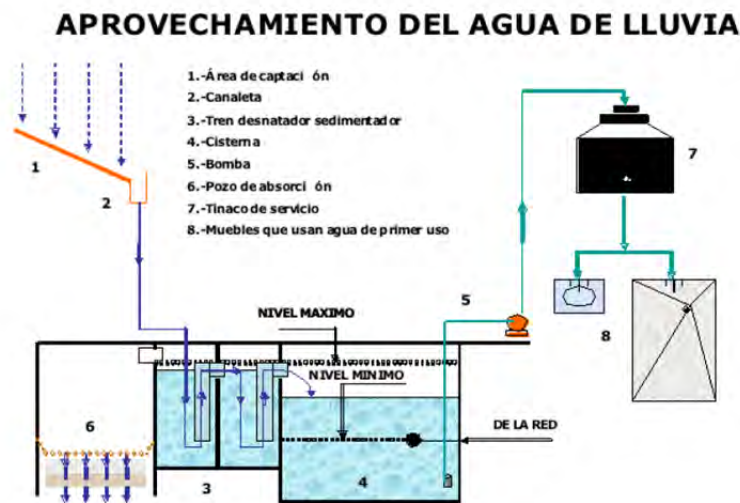 APROVECHAMIENTO DEL AGUA DE LLUVIA
1.-Área de captaci ón
2.-Canaleta
3.-Tren desnatador sedimentador
4.-Cisterna
5.-Bomba
6.-Pozo de absorci ón
7.-Tinaco de servicio
8.-Muebles que usan agua de primer uso
1
2
7
5
NIVEL MAXIMO
8
NIVEL MINIMO
6
DE LA RED
3
4